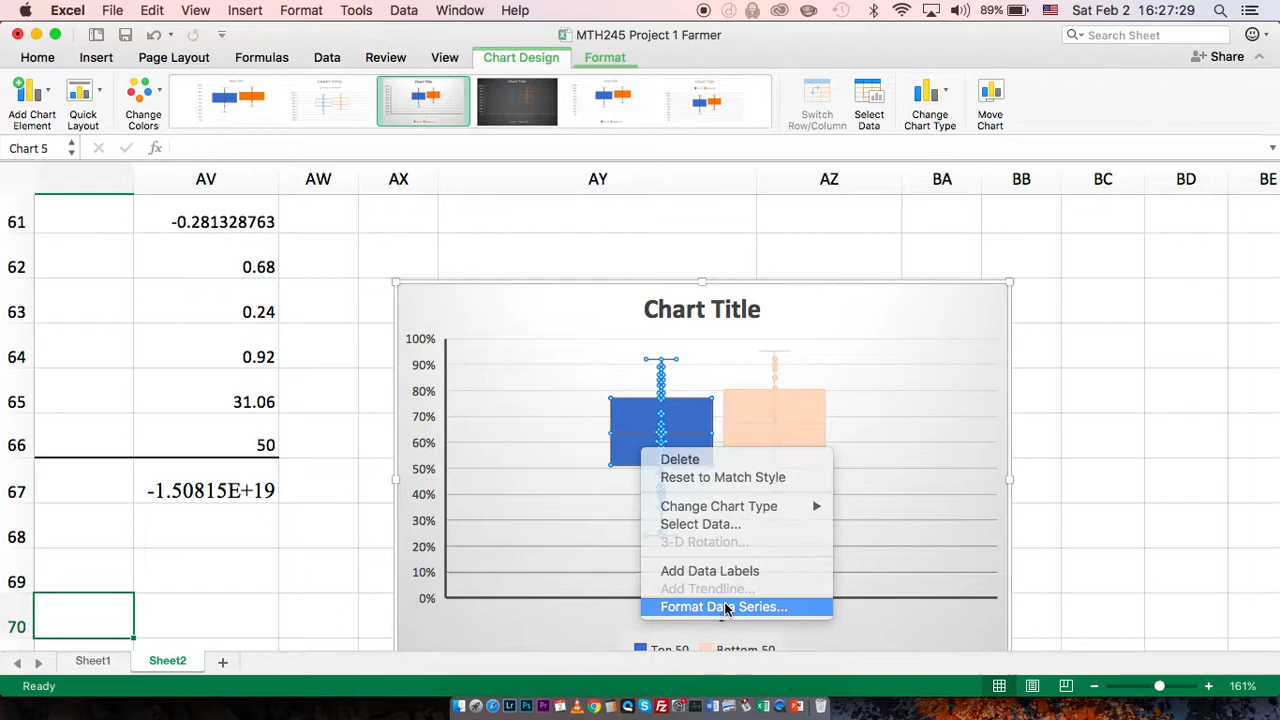 Excel File Edit View Insert Format Tools Data Window Help 89% Sat Feb 2 16:27:29
MTH245 Project 1 Farmer
Search Sheet
Home Insert Page Layout Formulas Data Review View Chart Design Format Share
Add Chart Element
Quick Layout
Change Colors
Switch Row/Column
Select Data
Change Chart Type
Move Chart
Chart 5 fx
AV AW AX AY AZ BA BB BC BD BE
61 -0.281328763
62 0.68
63 0.24
64 0.92
65 31.06
66 50
67 -1.50815E+19
68
69
70
Chart Title
100%
90%
80%
70%
60%
50%
40%
30%
20%
10%
0%
Delete
Reset to Match Style
Change Chart Type
Select Data...
3-D Rotation...
Add Data Labels
Add Trendline...
Format Data Series...
Top 50 Bottom 50
Sheet1 Sheet2
Ready 161%